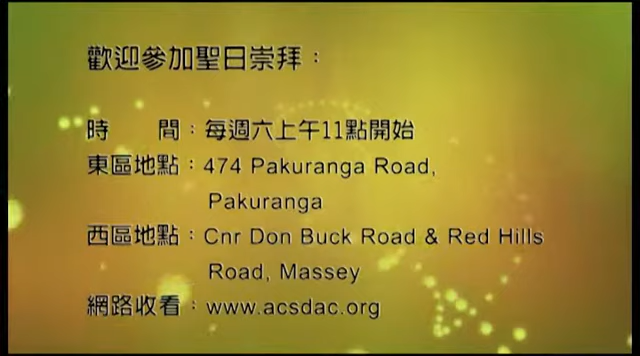 歡迎參加聖日崇拜：
時　　間：每週六上午11點開始
東區地點：474 Pakuranga Road,
Pakuranga
西區地點：Cnr Don Buck Road & Red Hills
Road, Massey
網路收看：www.acsdac.org